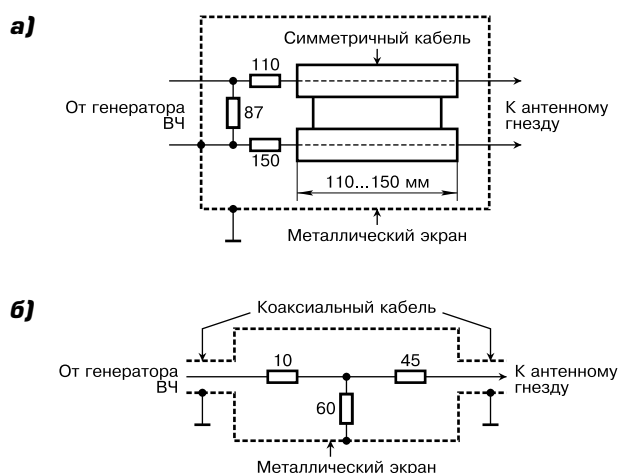 а)
Симметричный кабель
110
От генератора
ВЧ
87
К антенному
гнезду
150
110...150 мм
Металлический экран
б)
Коаксиальный кабель
От генератора
ВЧ
10
45
К антенному
гнезду
60
Металлический экран